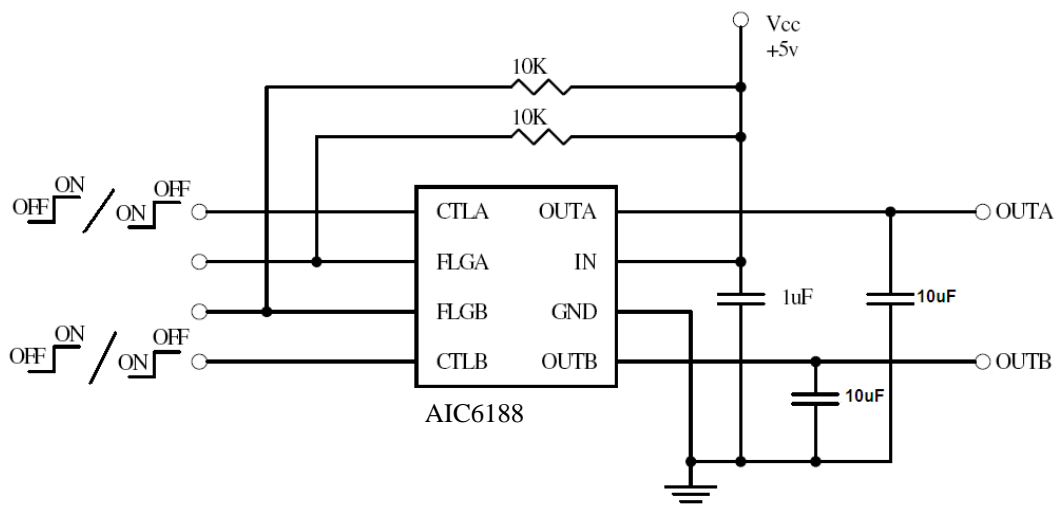 Vcc
+5v
10K
10K
OFF ON / ON OFF
CTLA OUTA
OUTA
FLGA IN
1uF
10uF
FLGB GND
OFF ON / ON OFF
CTLB OUTB
OUTB
10uF
AIC6188